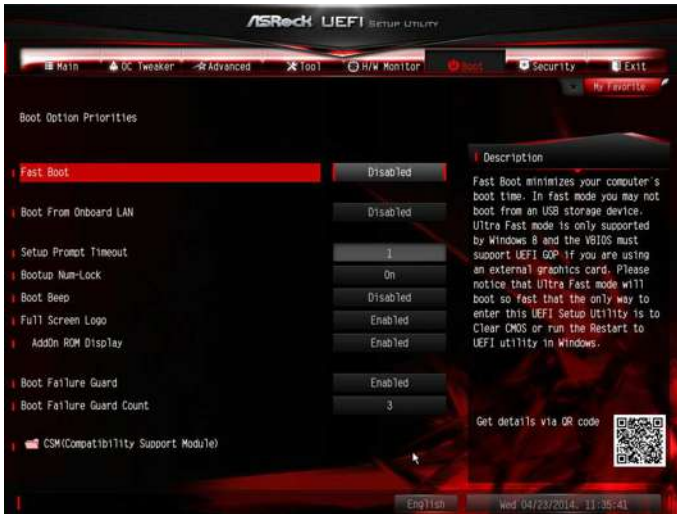 ASRock UEFI SETUP UTILITY
Main OC Tweaker Advanced Tool H/W Monitor Boot Security Exit
My Favorite
Boot Option Priorities
Fast Boot Disabled
Boot From Onboard LAN Disabled
Setup Prompt Timeout 1
Bootup Num-Lock On
Boot Beep Disabled
Full Screen Logo Enabled
AddOn ROM Display Enabled
Boot Failure Guard Enabled
Boot Failure Guard Count 3
CSM(Compatibility Support Module)
Description
Fast Boot minimizes your computer's
boot time. In fast mode you may not
boot from an USB storage device.
Ultra Fast mode is only supported
by Windows 8 and the VBIOS must
support UEFI GOP if you are using
an external graphics card. Please
notice that Ultra Fast mode will
boot so fast that the only way to
enter this UEFI Setup Utility is to
Clear CMOS or run the Restart to
UEFI utility in Windows.
Get details via QR code
English Wed 04/23/2014, 11:35:41